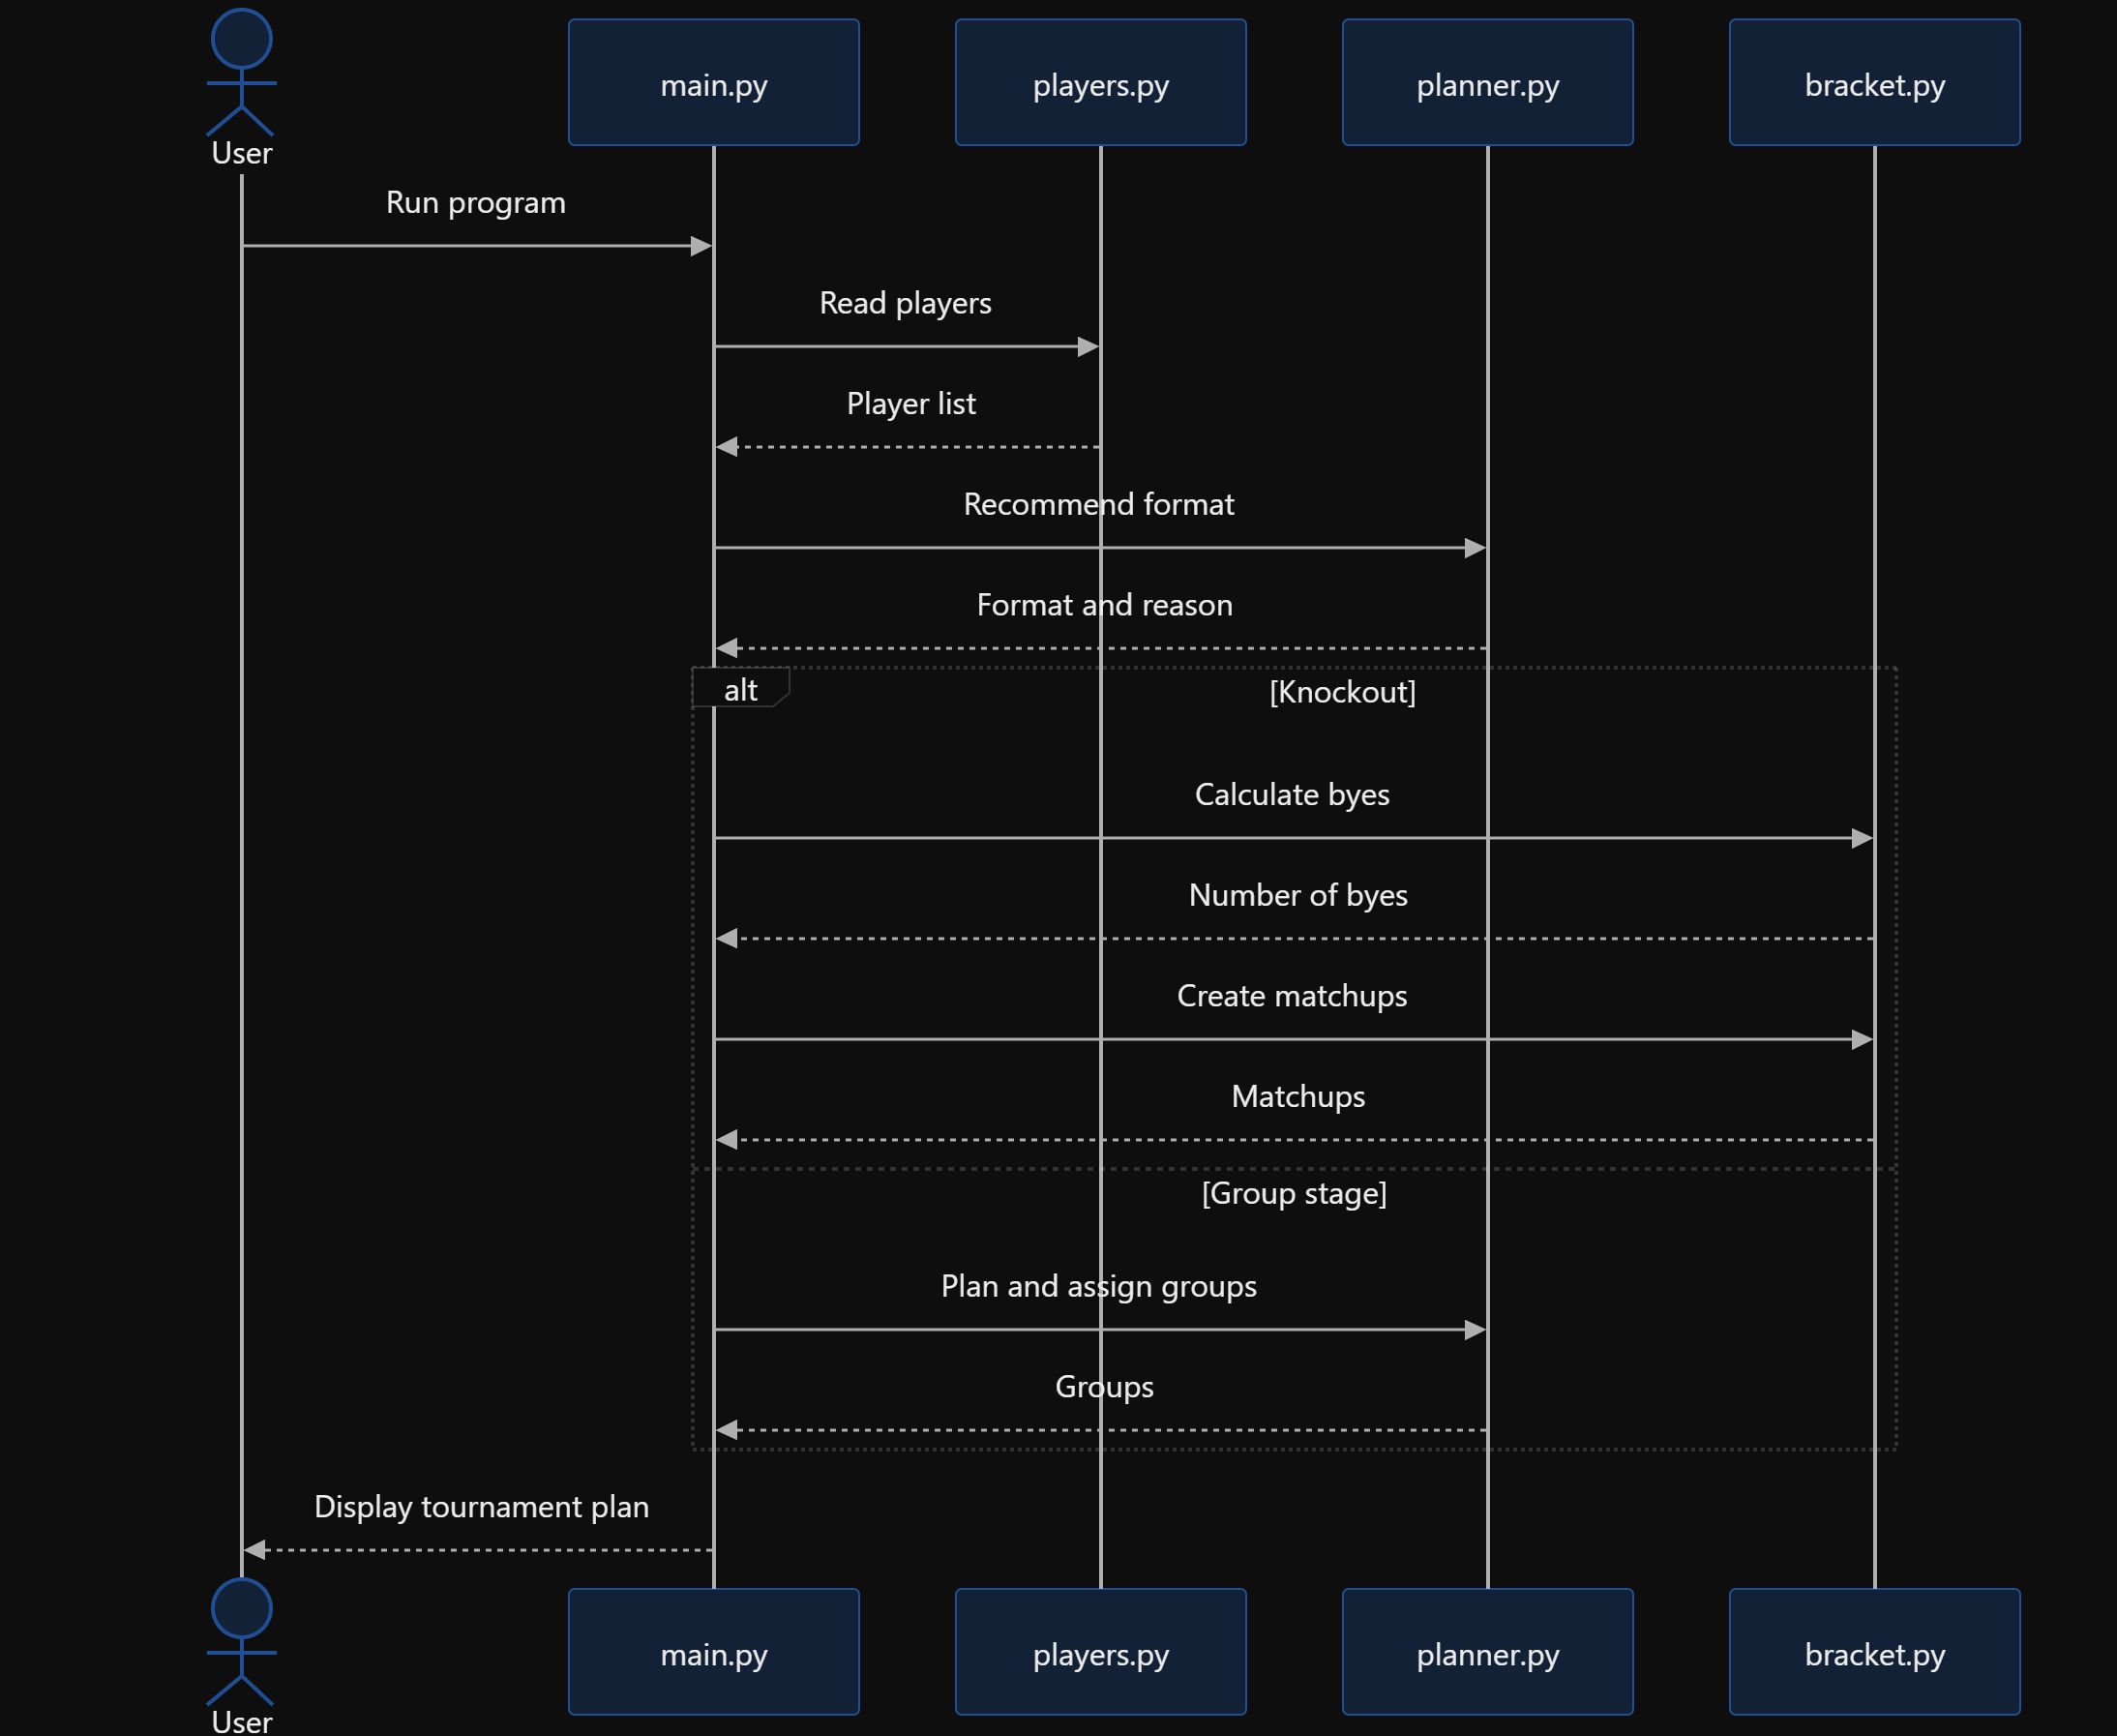 User
main.py
players.py
planner.py
bracket.py
Run program
Read players
Player list
Recommend format
Format and reason
alt
[Knockout]
Calculate byes
Number of byes
Create matchups
Matchups
[Group stage]
Plan and assign groups
Groups
Display tournament plan
User
main.py
players.py
planner.py
bracket.py